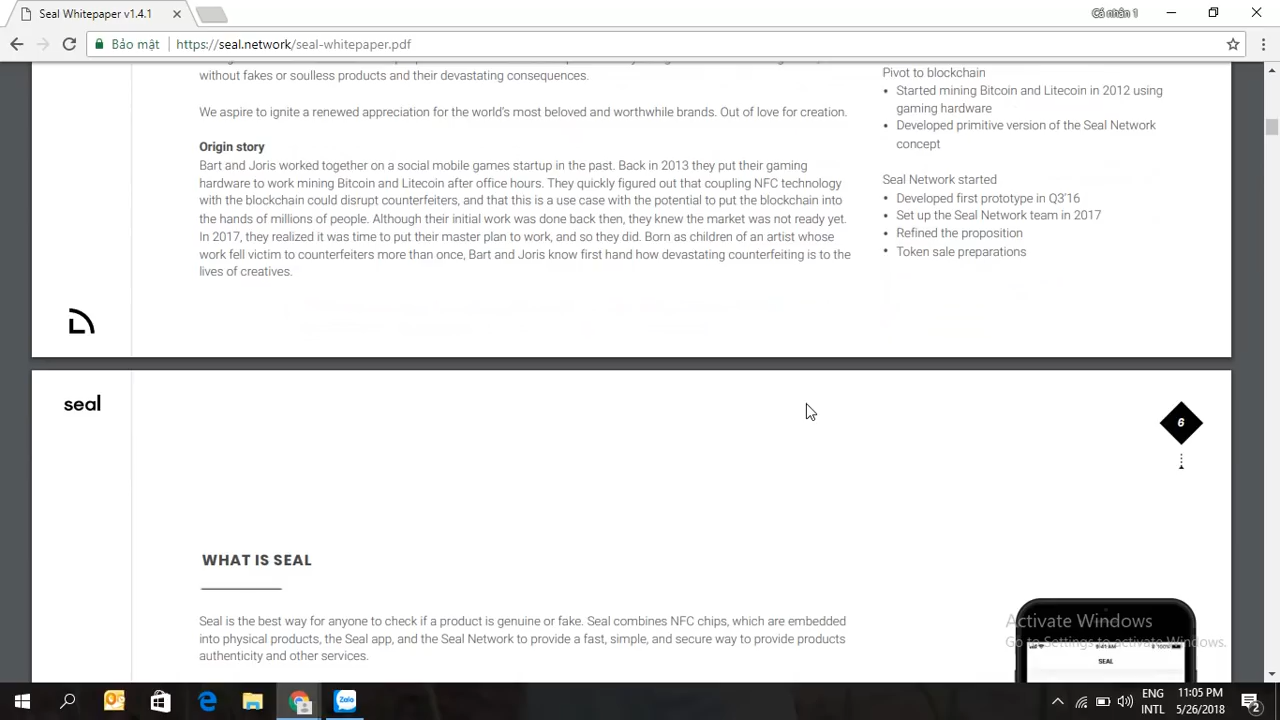 Seal Whitepaper v1.4.1
Cá nhân 1
Bảo mật
https://seal.network/seal-whitepaper.pdf
without fakes or soulless products and their devastating consequences.
We aspire to ignite a renewed appreciation for the world's most beloved and worthwhile brands. Out of love for creation.
Origin story
Bart and Joris worked together on a social mobile games startup in the past. Back in 2013 they put their gaming
hardware to work mining Bitcoin and Litecoin after office hours. They quickly figured out that coupling NFC technology
with the blockchain could disrupt counterfeiters, and that this is a use case with the potential to put the blockchain into
the hands of millions of people. Although their initial work was done back then, they knew the market was not ready yet.
In 2017, they realized it was time to put their master plan to work, and so they did. Born as children of an artist whose
work fell victim to counterfeiters more than once, Bart and Joris know first hand how devastating counterfeiting is to the
lives of creatives.
Pivot to blockchain
• Started mining Bitcoin and Litecoin in 2012 using
gaming hardware
• Developed primitive version of the Seal Network
concept
Seal Network started
• Developed first prototype in Q3'16
• Set up the Seal Network team in 2017
• Refined the proposition
• Token sale preparations
seal
6
WHAT IS SEAL
Seal is the best way for anyone to check if a product is genuine or fake. Seal combines NFC chips, which are embedded
into physical products, the Seal app, and the Seal Network to provide a fast, simple, and secure way to provide products
authenticity and other services.
Activate Windows
Go to Settings to activate Windows.
9:41 AM
100%
SEAL
Zalo
ENG
INTL
11:05 PM
5/26/2018
2